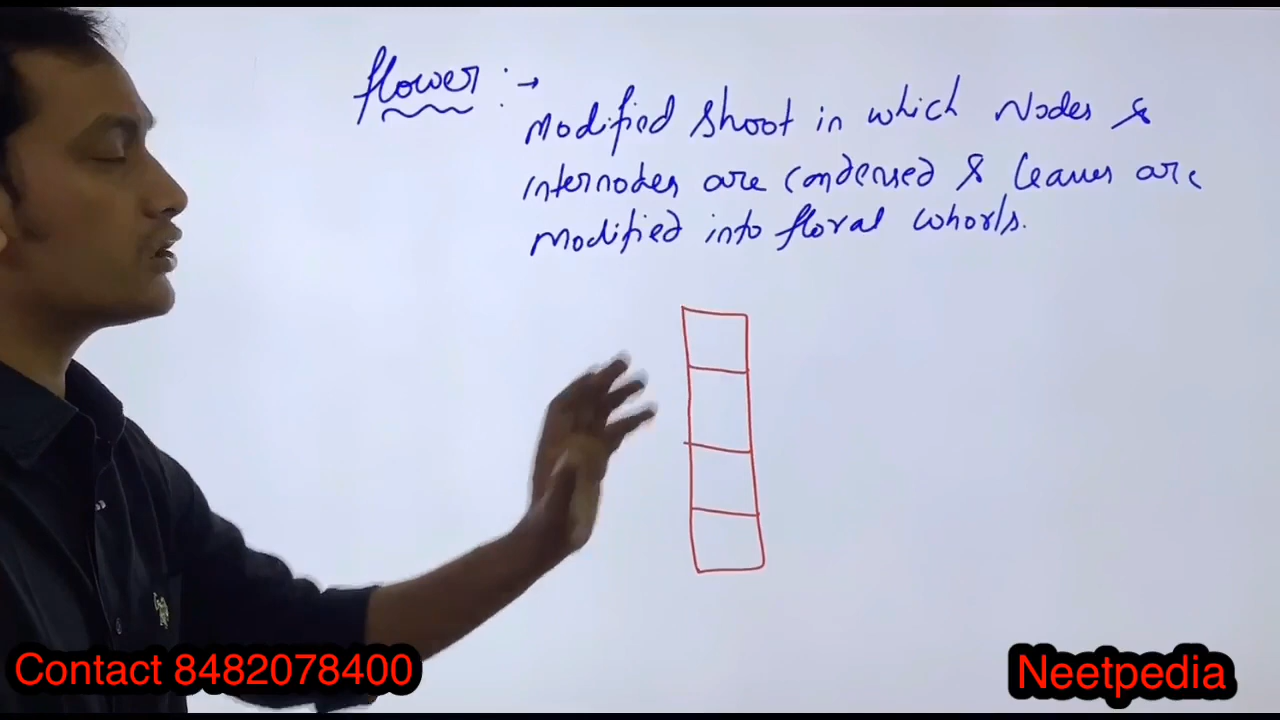 flower :→
Modified shoot in which Nodes &
internodes are condensed & leaves are
modified into floral whorls.
Contact 8482078400
Neetpedia